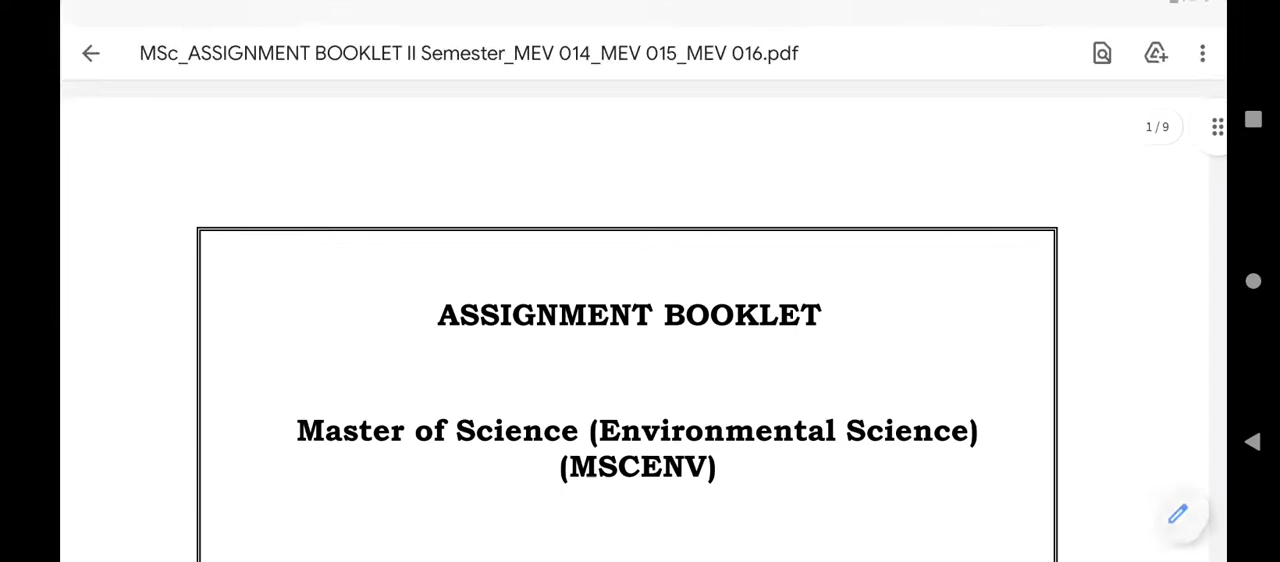 MSc_ASSIGNMENT BOOKLET II Semester_MEV 014_MEV 015_MEV 016.pdf
1 / 9
ASSIGNMENT BOOKLET
Master of Science (Environmental Science)
(MSCENV)